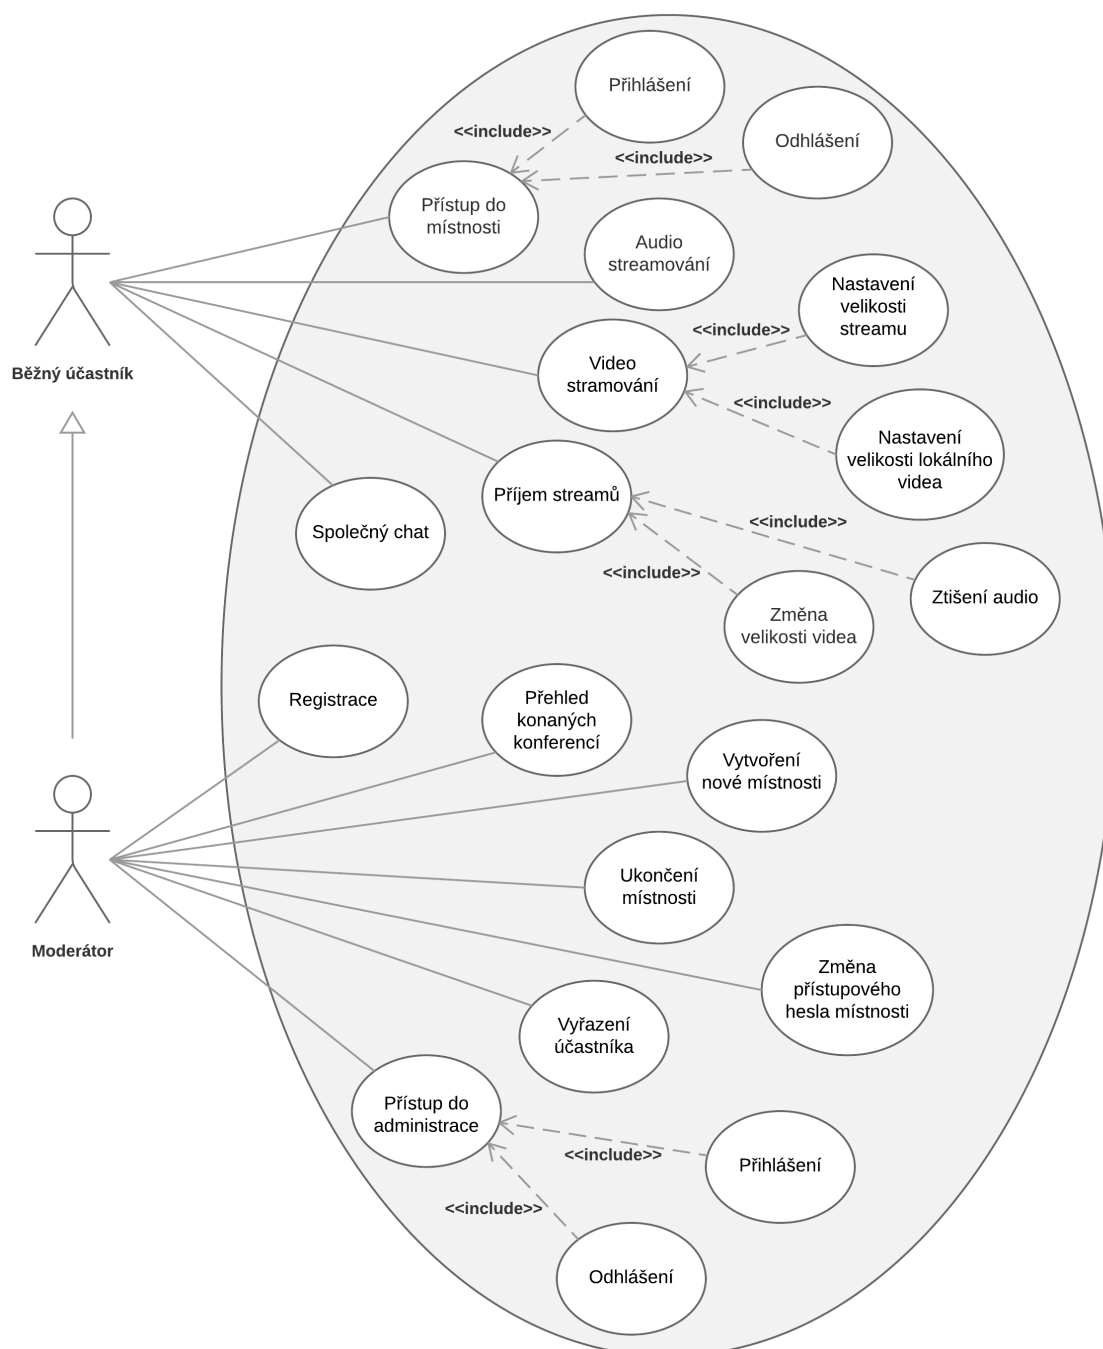 Přihlášení
<<include>>
Odhlášení
<<include>>
Přístup do
místnosti
Audio
streamování
Nastavení
velikosti
streamu
<<include>>
Video
stramování
Běžný účastník
<<include>>
Nastavení
velikosti lokálního
videa
Příjem streamů
<<include>>
Společný chat
<<include>>
Ztišení audio
Změna
velikosti videa
Registrace
Přehled
konaných
konferencí
Vytvoření
nové místnosti
Ukončení
místnosti
Moderátor
Změna
přístupového
hesla místnosti
Vyřazení
účastníka
Přístup do
administrace
<<include>>
Přihlášení
<<include>>
Odhlášení